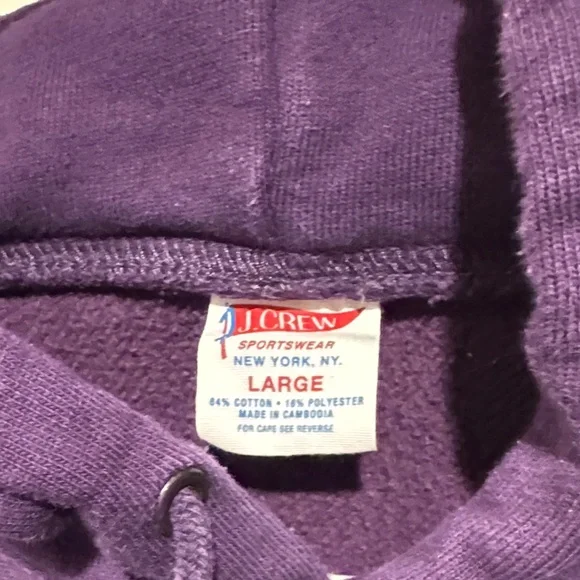 J.CREW
SPORTSWEAR
NEW YORK, NY.
LARGE
84% COTTON • 16% POLYESTER
MADE IN CAMBODIA
FOR CARE SEE REVERSE